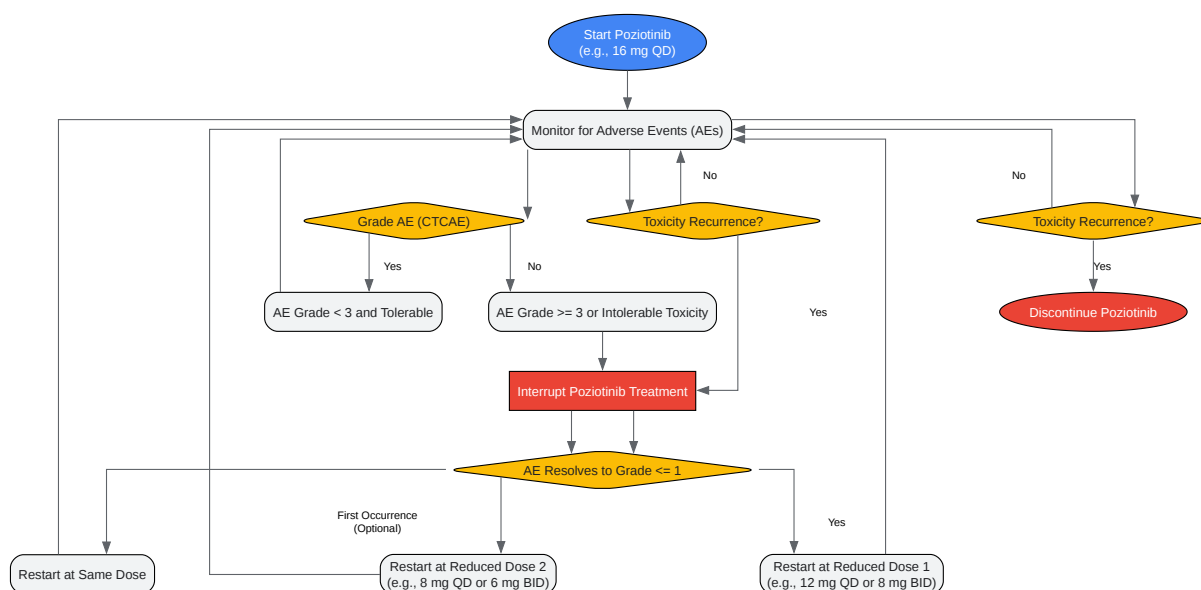 Start Poziotinib
(e.g., 16 mg QD)
Monitor for Adverse Events (AEs)
No
No
Grade AE (CTCAE)
Toxicity Recurrence?
Toxicity Recurrence?
Yes
No
Yes
AE Grade < 3 and Tolerable
AE Grade >= 3 or Intolerable Toxicity
Yes
Discontinue Poziotinib
Interrupt Poziotinib Treatment
AE Resolves to Grade <= 1
First Occurrence
(Optional)
Yes
Restart at Same Dose
Restart at Reduced Dose 2
(e.g., 8 mg QD or 6 mg BID)
Restart at Reduced Dose 1
(e.g., 12 mg QD or 8 mg BID)